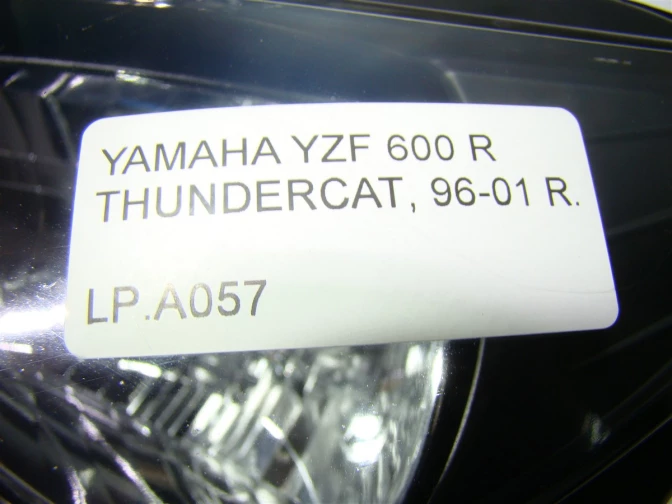 YAMAHA YZF 600 R
THUNDERCAT, 96-01 R.
LP.A057